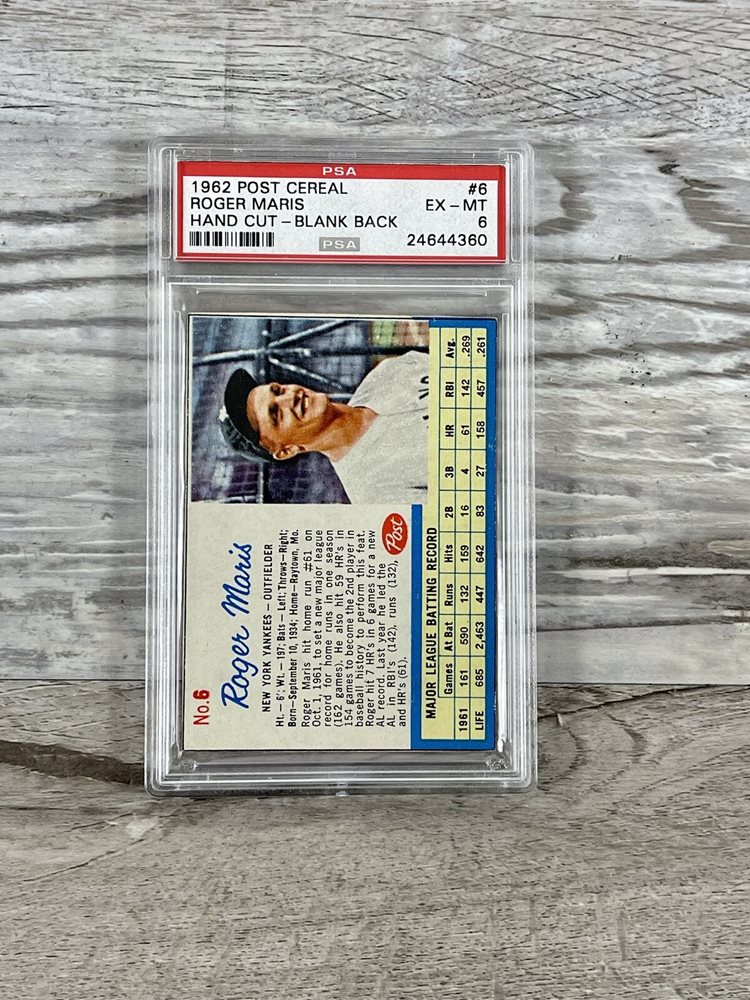 PSA
1962 POST CEREAL #6
ROGER MARIS EX-MT
HAND CUT-BLANK BACK 6
PSA 24644360
No.6
Roger Maris
NEW YORK YANKEES – OUTFIELDER
Ht. – 6'; Wt. – 197; Bats – Left; Throws–Right;
Born–September 10, 1934; Home–Raytown, Mo.
Roger Maris hit home run #61 on
Oct. 1, 1961, to set a new major league
record for home runs in one season
(162 games). He also hit 59 HR's in
154 games to become the 2nd player in
baseball history to perform this feat.
Roger hit 7 HR's in 6 games for a new
AL record. Last year he led the
AL in RBI's (142), runs (132),
and HR's (61).
Post
MAJOR LEAGUE BATTING RECORD
Games At Bat Runs Hits 2B 3B HR RBI Avg.
1961 161 590 132 159 16 4 61 142 .269
LIFE 685 2,463 447 642 83 27 158 457 .261